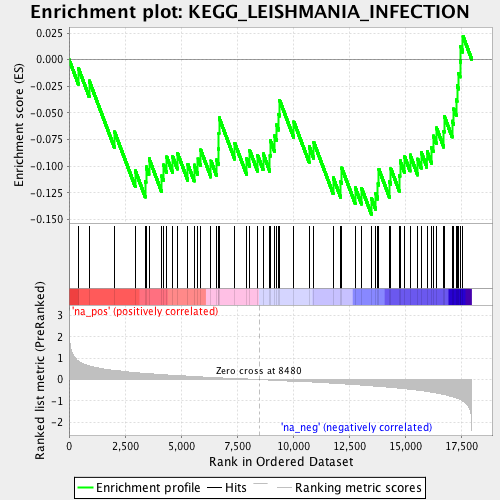 Enrichment plot: KEGG_LEISHMANIA_INFECTION
Enrichment score (ES)
0.025
0.000
-0.025
-0.050
-0.075
-0.100
-0.125
-0.150
'na_pos' (positively correlated)
Ranked list metric (PreRanked)
3
2
1
0
-1
-2
Zero cross at 8480
'na_neg' (negatively correlated)
0
2,500
5,000
7,500
10,000
12,500
15,000
17,500
Rank in Ordered Dataset
Enrichment profile
Hits
Ranking metric scores